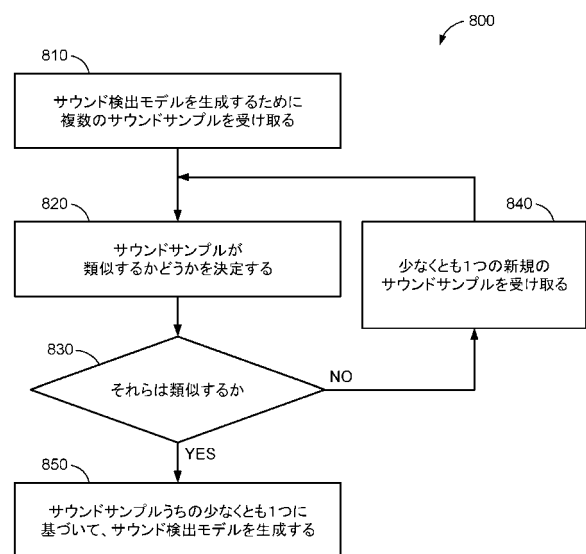 800
810
サウンド検出モデルを生成するために
複数のサウンドサンプルを受け取る
820
サウンドサンプルが
類似するかどうかを決定する
840
少なくとも1つの新規の
サウンドサンプルを受け取る
830
それらは類似するか
NO
YES
850
サウンドサンプルうちの少なくとも1つに
基づいて、サウンド検出モデルを生成する